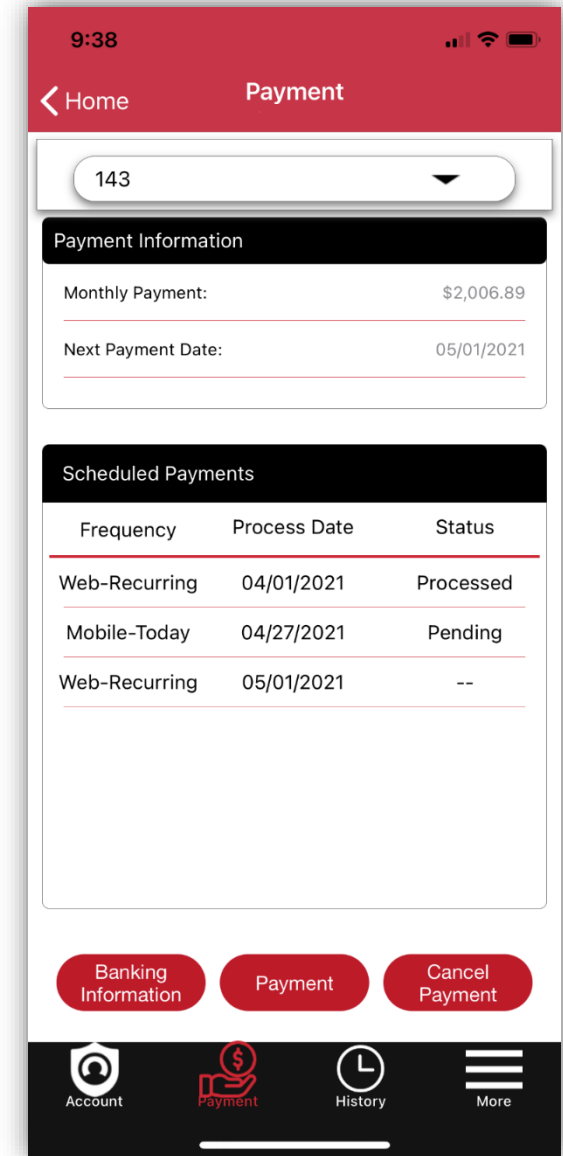 9:38
Home
Payment
143
Payment Information
Monthly Payment: $2,006.89
Next Payment Date: 05/01/2021
Scheduled Payments
Frequency Process Date Status
Web-Recurring 04/01/2021 Processed
Mobile-Today 04/27/2021 Pending
Web-Recurring 05/01/2021 --
Banking
Information
Payment
Cancel
Payment
$
Account Payment History More